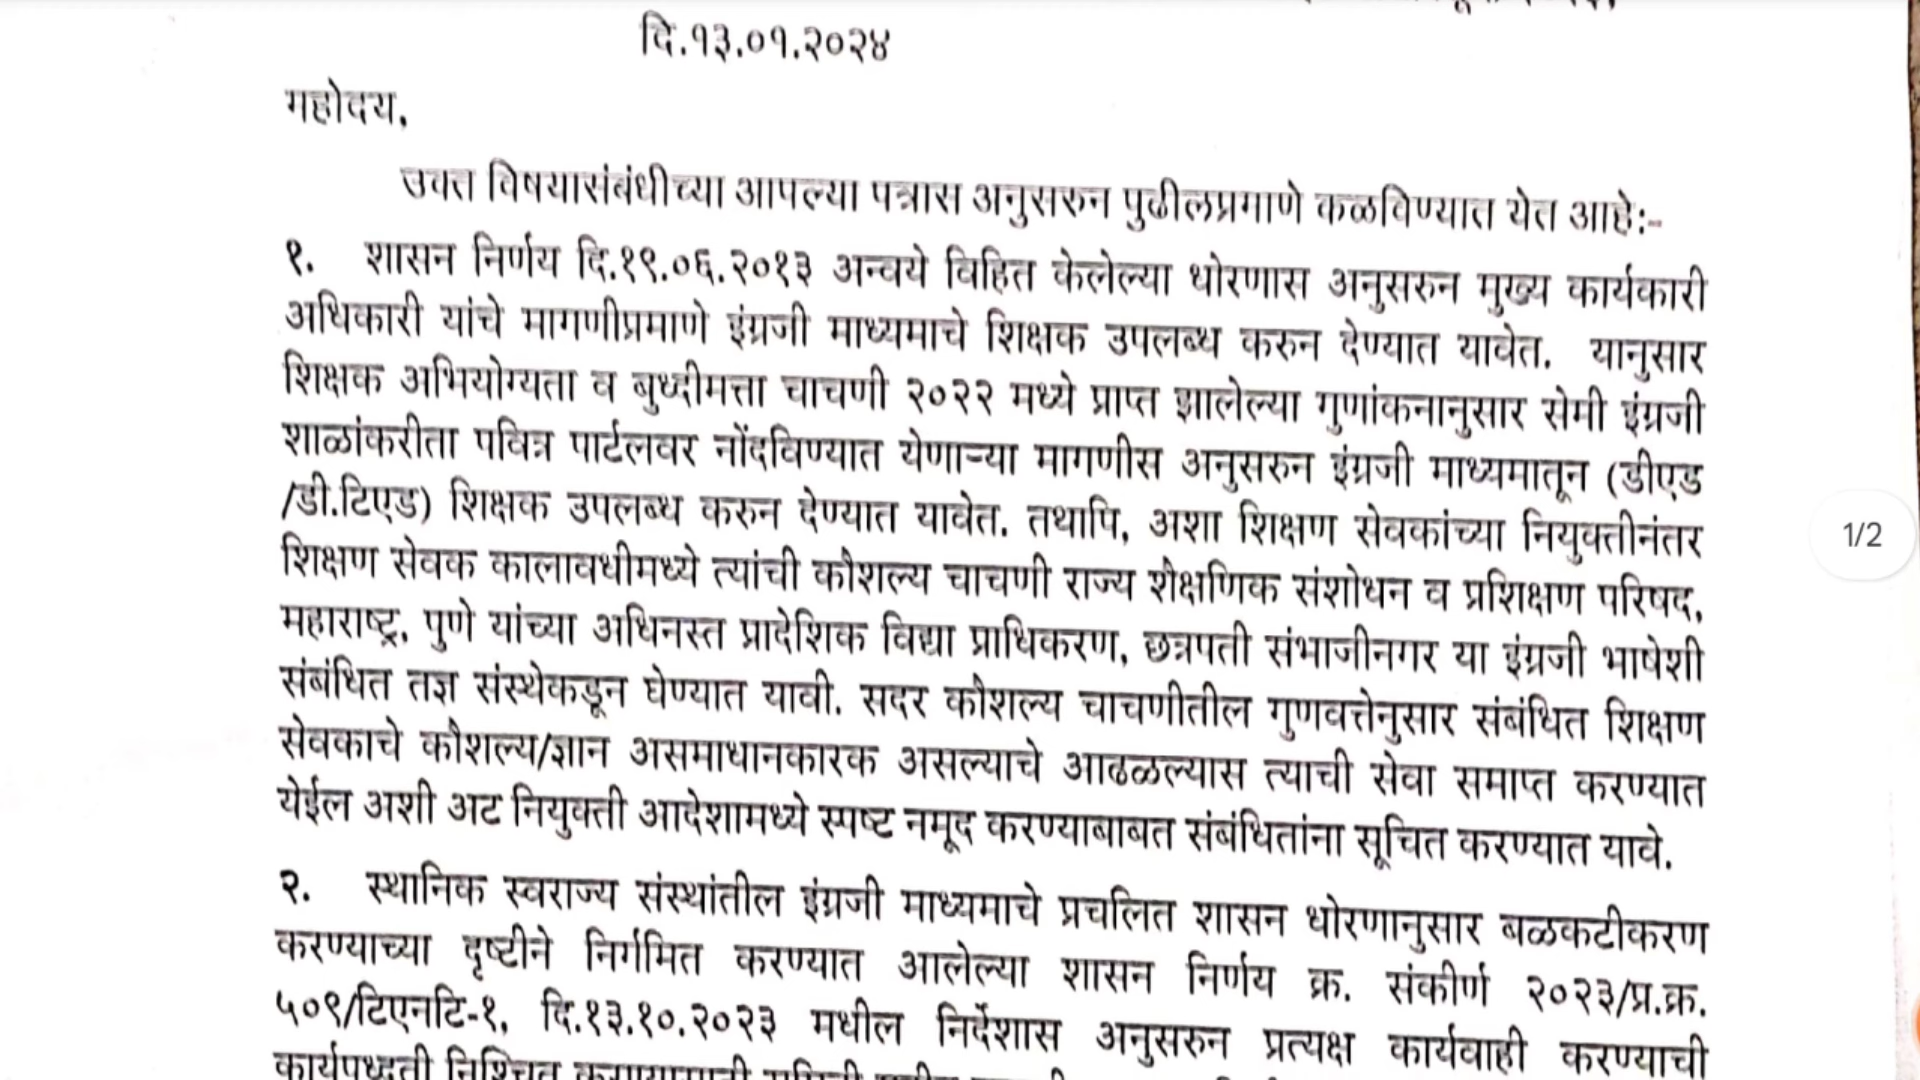 दि.१३.०१.२०२४
महोदय,
उक्त विषयासंबंधीच्या आपल्या पत्रास अनुसरुन पुढीलप्रमाणे कळविण्यात येत आहे:-
१. शासन निर्णय दि.१९.०६.२०१३ अन्वये विहित केलेल्या धोरणास अनुसरुन मुख्य कार्यकारी
अधिकारी यांचे मागणीप्रमाणे इंग्रजी माध्यमाचे शिक्षक उपलब्ध करुन देण्यात यावेत. यानुसार
शिक्षक अभियोग्यता व बुध्दीमत्ता चाचणी २०२२ मध्ये प्राप्त झालेल्या गुणांकनानुसार सेमी इंग्रजी
शाळांकरीता पवित्र पार्टलवर नोंदविण्यात येणाऱ्या मागणीस अनुसरुन इंग्रजी माध्यमातून (डीएड
/डी.टिएड) शिक्षक उपलब्ध करुन देण्यात यावेत. तथापि, अशा शिक्षण सेवकांच्या नियुक्तीनंतर
शिक्षण सेवक कालावधीमध्ये त्यांची कौशल्य चाचणी राज्य शैक्षणिक संशोधन व प्रशिक्षण परिषद,
महाराष्ट्र, पुणे यांच्या अधिनस्त प्रादेशिक विद्या प्राधिकरण, छत्रपती संभाजीनगर या इंग्रजी भाषेशी
संबंधित तज्ञ संस्थेकडून घेण्यात यावी. सदर कौशल्य चाचणीतील गुणवत्तेनुसार संबंधित शिक्षण
सेवकाचे कौशल्य/ज्ञान असमाधानकारक असल्याचे आढळल्यास त्याची सेवा समाप्त करण्यात
येईल अशी अट नियुक्ती आदेशामध्ये स्पष्ट नमूद करण्याबाबत संबंधितांना सूचित करण्यात यावे.
२. स्थानिक स्वराज्य संस्थांतील इंग्रजी माध्यमाचे प्रचलित शासन धोरणानुसार बळकटीकरण
करण्याच्या दृष्टीने निर्गमित करण्यात आलेल्या शासन निर्णय क्र. संकीर्ण २०२३/प्र.क्र.
५०९/टिएनटि-१, दि.१३.१०.२०२३ मधील निर्देशास अनुसरुन प्रत्यक्ष कार्यवाही करण्याची
कार्यपध्दती निश्चित
1/2